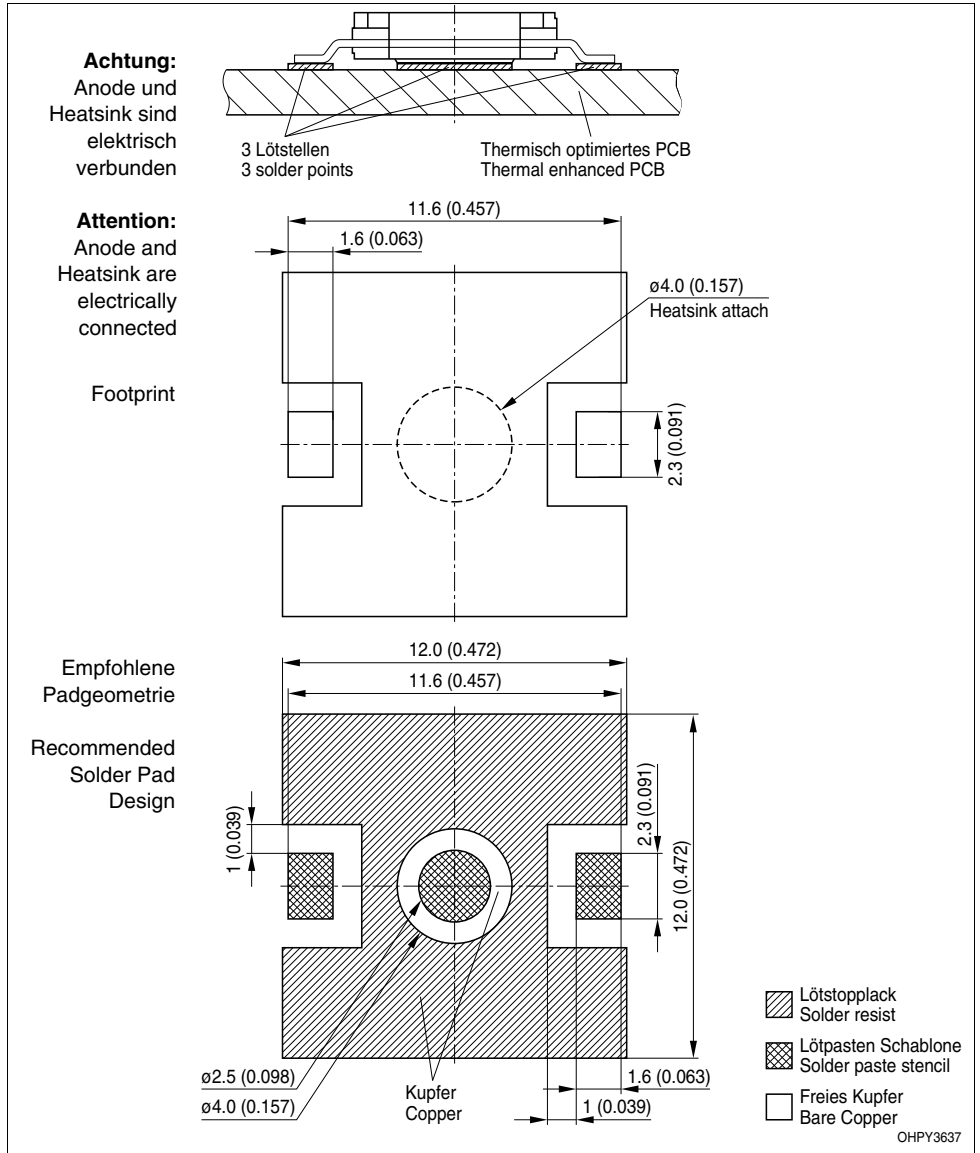 Achtung:
Anode und
Heatsink sind
elektrisch
verbunden
3 Lötstellen
3 solder points
Thermisch optimiertes PCB
Thermal enhanced PCB
Attention:
Anode and
Heatsink are
electrically
connected
Footprint
11.6 (0.457)
1.6 (0.063)
ø4.0 (0.157)
Heatsink attach
2.3 (0.091)
Empfohlene
Padgeometrie
Recommended
Solder Pad
Design
12.0 (0.472)
11.6 (0.457)
1 (0.039)
2.3 (0.091)
12.0 (0.472)
ø2.5 (0.098)
ø4.0 (0.157)
Kupfer
Copper
1.6 (0.063)
1 (0.039)
Lötstopplack
Solder resist
Lötpasten Schablone
Solder paste stencil
Freies Kupfer
Bare Copper
OHPY3637